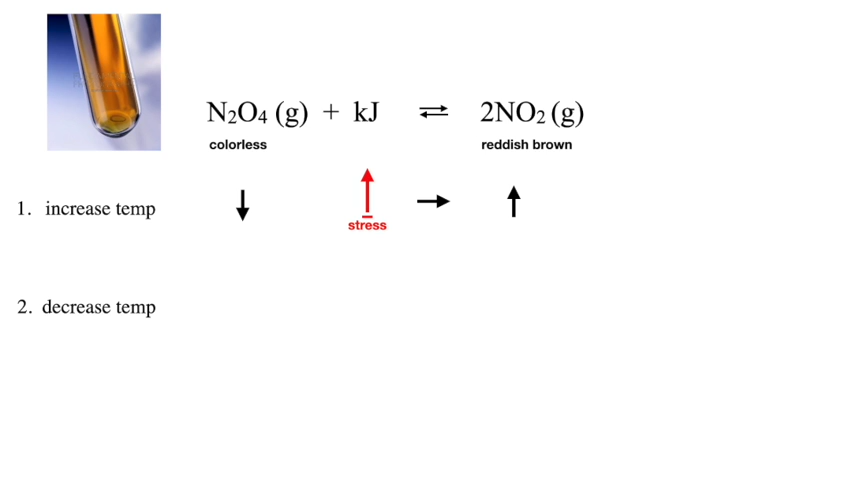 N₂O₄ (g) + kJ ⇌ 2NO₂ (g)
colorless reddish brown
1. increase temp ↓ ↑ → ↑
stress
2. decrease temp